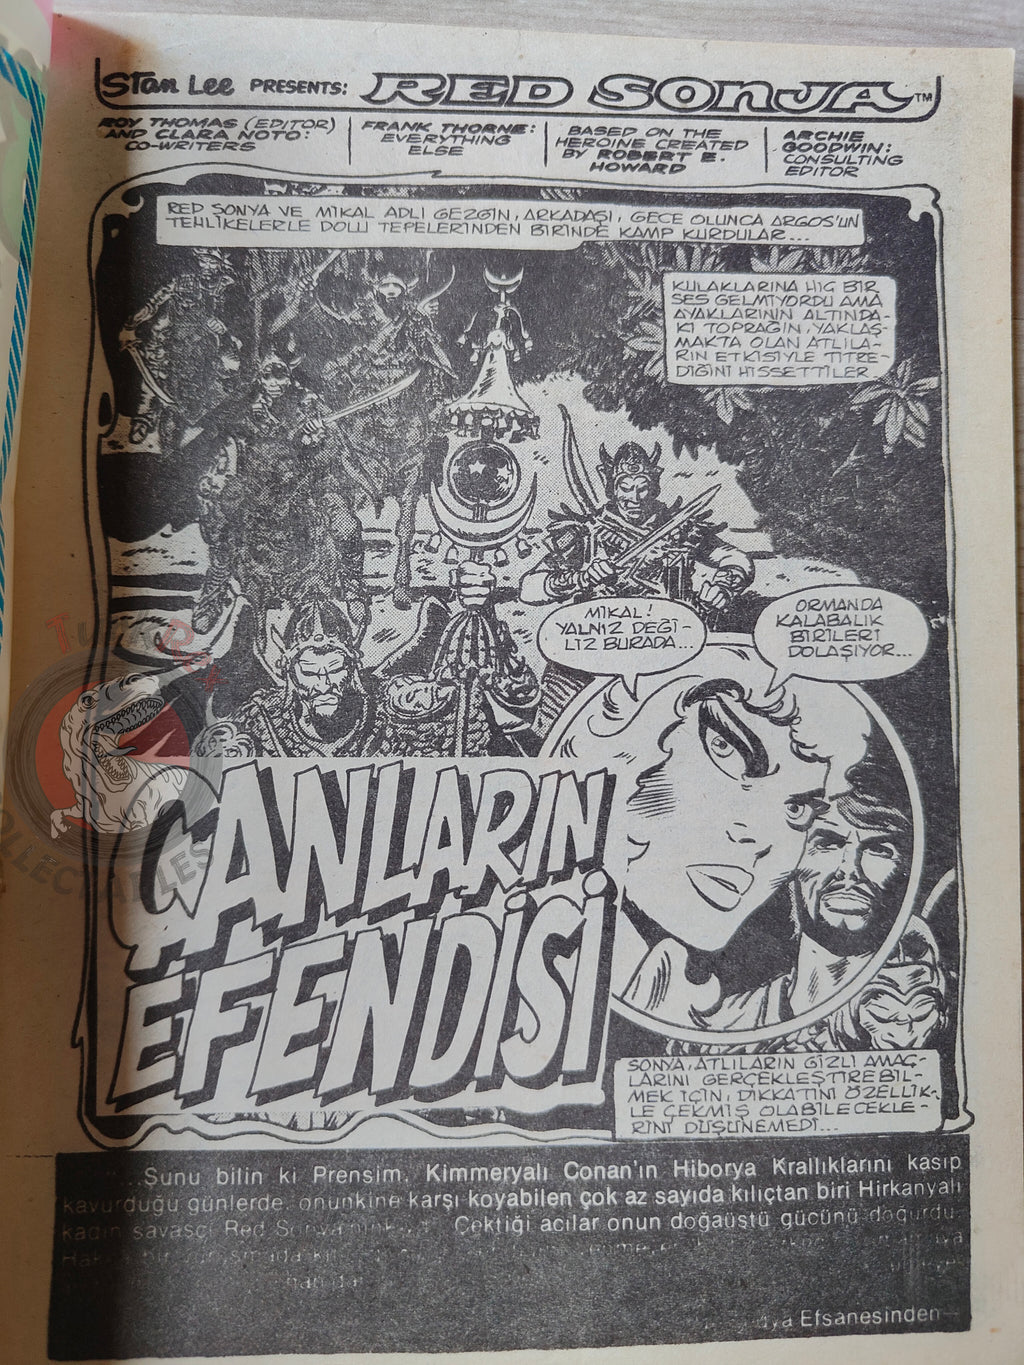 Stan Lee PRESENTS: RED SONJA™
ROY THOMAS (EDITOR)
AND CLARA NOTO:
CO-WRITERS
FRANK THORNE:
EVERYTHING
ELSE
BASED ON THE
HEROINE CREATED
BY ROBERT E.
HOWARD
ARCHIE
GOODWIN:
CONSULTING
EDITOR
RED SONYA VE MİKAL ADLI GEZGİN, ARKADAŞI, GECE OLUNCA ARGOS'UN
TEHLİKELERLE DOLU TEPELERİNDEN BİRİNDE KAMP KURDULAR...
KULAKLARINA HİÇ BİR
SES GELMİYORDU AMA
AYAKLARININ ALTINDA-
Kİ TOPRAĞIN, YAKLAŞ-
MAKTA OLAN ATLILA-
RIN ETKİSİYLE TİTRE-
DİĞİNİ HİSSETTİLER
MİKAL!
YALNIZ DEĞİ-
LİZ BURADA...
ORMANDA
KALABALIK
BİRİLERİ
DOLAŞIYOR...
ÇANLARIN
EFENDİSİ
SONYA, ATLILARIN GİZLİ AMAÇ-
LARINI GERÇEKLEŞTİREBİL-
MEK İÇİN, DİKKATİNİ ÖZELLİK-
LE ÇEKMİŞ OLABİLECEKLE-
RİNİ DÜŞÜNEMEDİ...
"...Şunu bilin ki Prensim, Kimmeryalı Conan'ın Hiborya Krallıklarını kasıp
kavurduğu günlerde, onunkine karşı koyabilen çok az sayıda kılıçtan biri Hirkanyalı
kadın savaşçı Red Sonya'nınki Çektiği acılar onun doğaüstü gücünü doğurdu
Efsanesinden—
TurkRex
COLLECTABLES